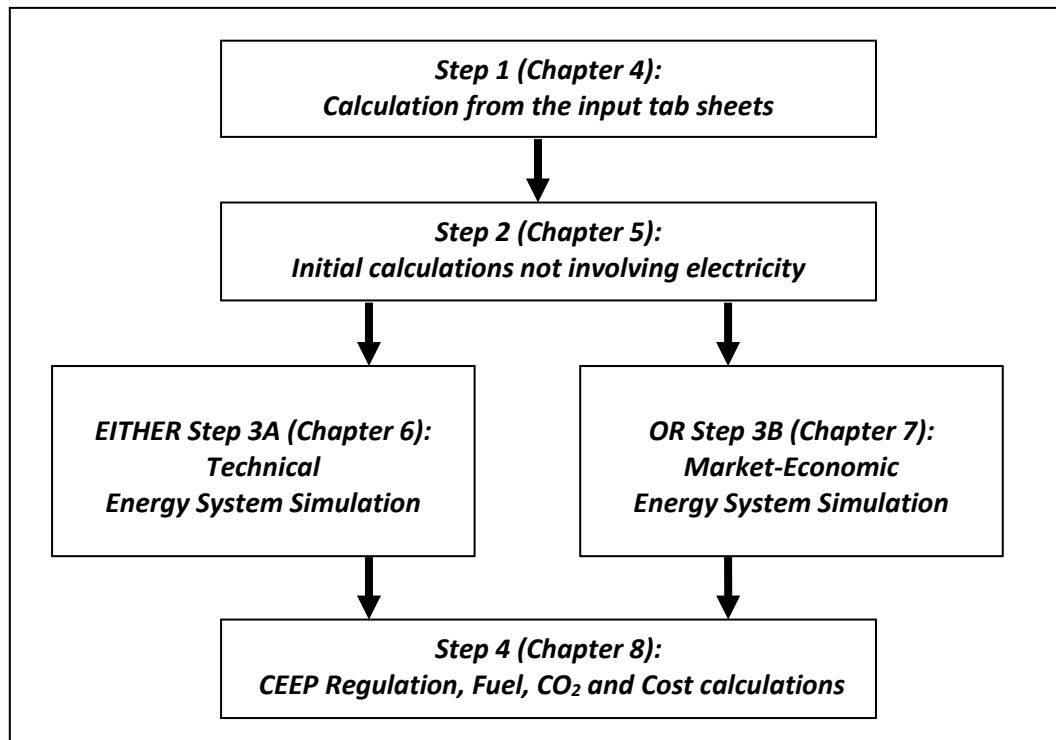 Step 1 (Chapter 4):
Calculation from the input tab sheets
Step 2 (Chapter 5):
Initial calculations not involving electricity
EITHER Step 3A (Chapter 6):
Technical
Energy System Simulation
OR Step 3B (Chapter 7):
Market-Economic
Energy System Simulation
Step 4 (Chapter 8):
CEEP Regulation, Fuel, CO₂ and Cost calculations